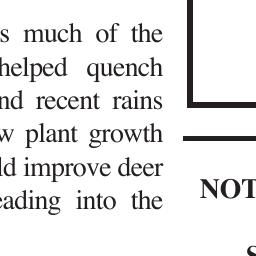 s much of the
helped quench
nd recent rains
w plant growth
ld improve deer
eading into the
NOT